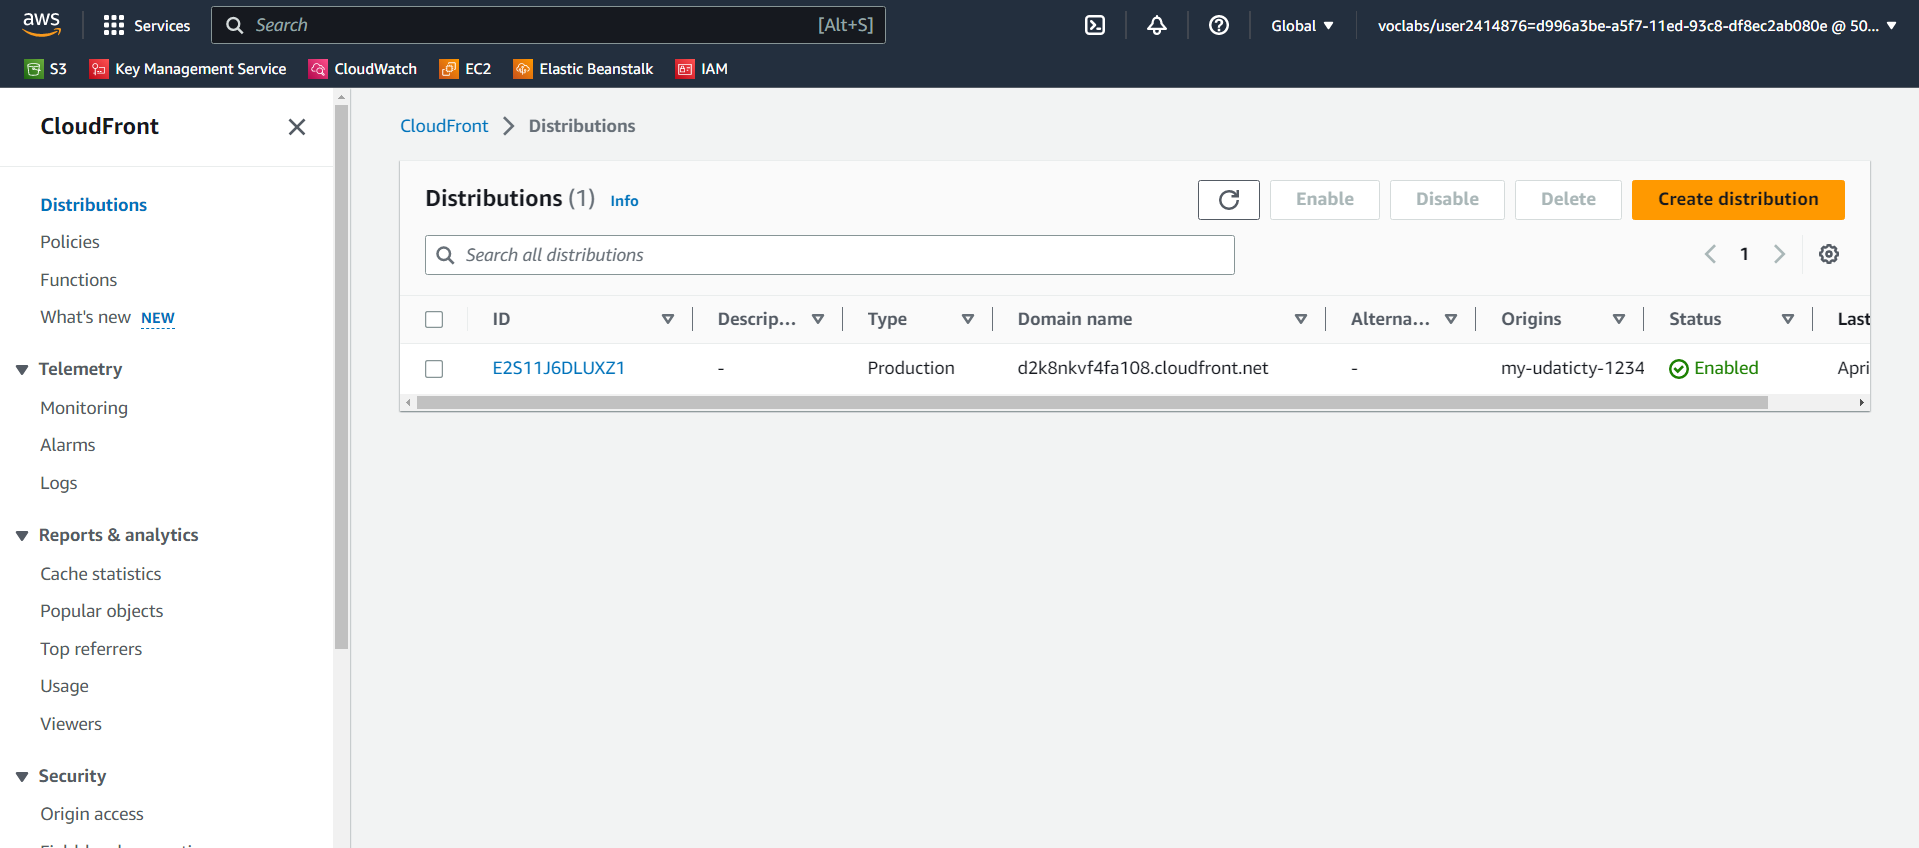 aws
Services
Search
[Alt+S]
Global
voclabs/user2414876=d996a3be-a5f7-11ed-93c8-df8ec2ab080e @ 50...
S3
Key Management Service
CloudWatch
EC2
Elastic Beanstalk
IAM
CloudFront
Distributions
Policies
Functions
What's new NEW
Telemetry
Monitoring
Alarms
Logs
Reports & analytics
Cache statistics
Popular objects
Top referrers
Usage
Viewers
Security
Origin access
CloudFront
Distributions
Distributions (1) Info
Enable
Disable
Delete
Create distribution
Search all distributions
1
ID
Descrip...
Type
Domain name
Alterna...
Origins
Status
Last
E2S11J6DLUXZ1
-
Production
d2k8nkvf4fa108.cloudfront.net
-
my-udaticty-1234
Enabled
Apri